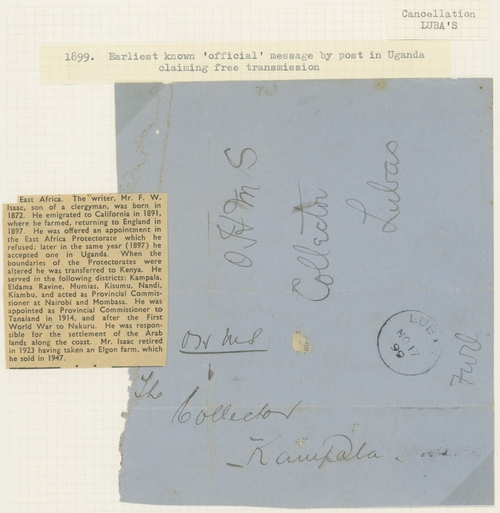 Cancellation
LUBA'S
1899. Earliest known 'official' message by post in Uganda
claiming free transmission
East Africa. The writer, Mr. F. W.
Isaac, son of a clergyman, was born in
1872. He emigrated to California in 1891,
where he farmed, returning to England in
1897. He was offered an appointment in
the East Africa Protectorate which he
refused; later in the same year (1897) he
accepted one in Uganda. When the
boundaries of the Protectorates were
altered he was transferred to Kenya. He
served in the following districts: Kampala,
Eldama Ravine, Mumias, Kisumu, Nandi,
Kiambu, and acted as Provincial Commis-
sioner at Nairobi and Mombasa. He was
appointed as Provincial Commissioner to
Tanaland in 1914, and after the First
World War to Nakuru. He was respon-
sible for the settlement of the Arab
lands along the coast. Mr. Isaac retired
in 1923 having taken an Elgon farm, which
he sold in 1947.
OHMS
Collector
Lubas
LUBA
NO 17
99
OHMS
The
Collector
Kampala.